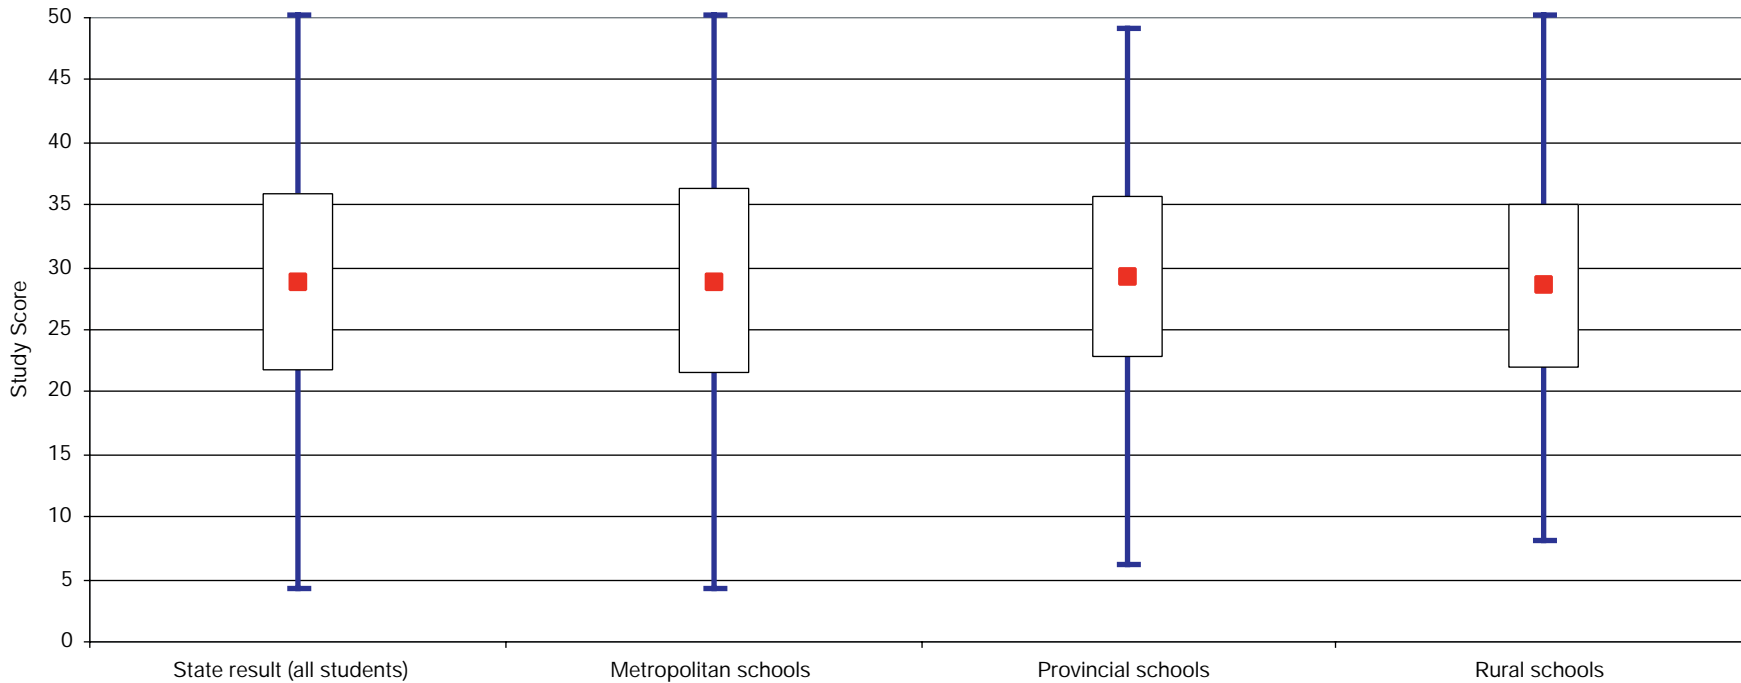 50
45
40
35
30
25
20
15
10
5
0
Study Score
State result (all students)
Metropolitan schools
Provincial schools
Rural schools